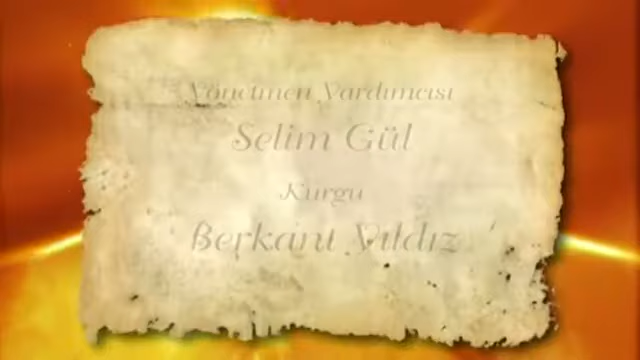 Yönetmen Yardımcısı
Selim Gül
Kurgu
Berkant Yıldız